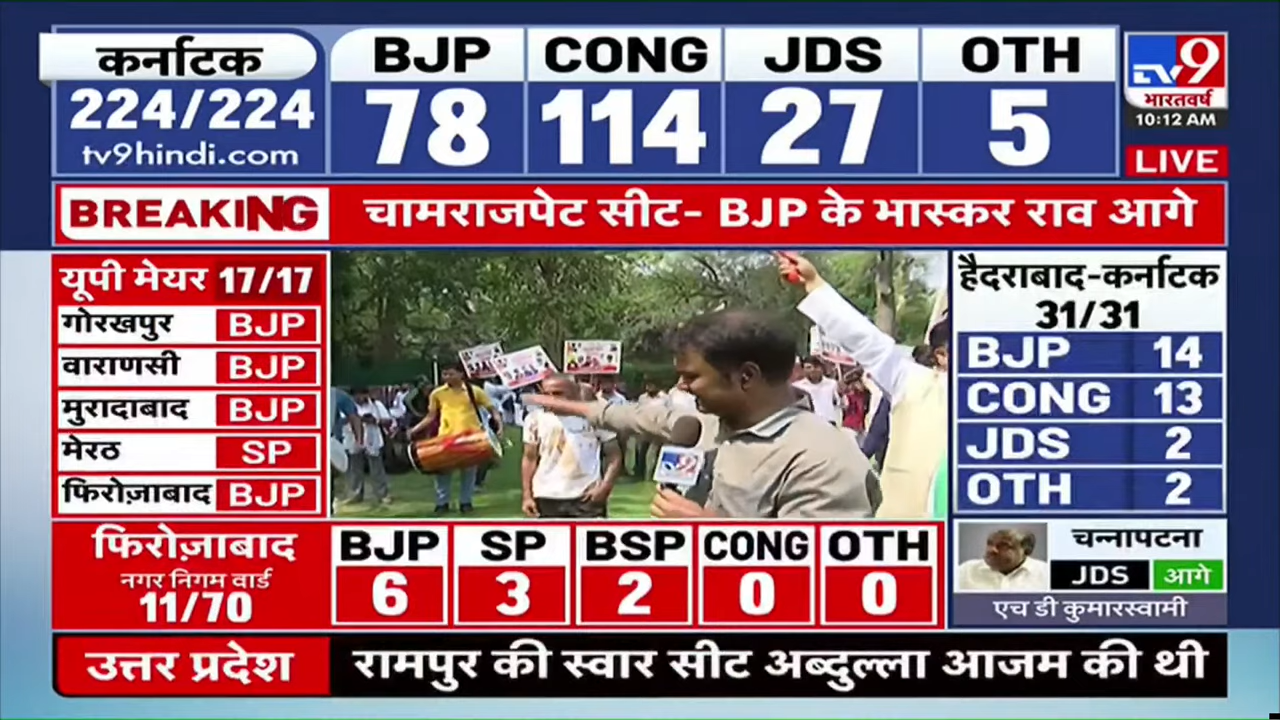 कर्नाटक
224/224
tv9hindi.com
BJP CONG JDS OTH
78 114 27 5
TV9
भारतवर्ष
10:12 AM
LIVE
BREAKING
चामराजपेट सीट- BJP के भास्कर राव आगे
यूपी मेयर 17/17
गोरखपुर BJP
वाराणसी BJP
मुरादाबाद BJP
मेरठ SP
फिरोज़ाबाद BJP
TV9
हैदराबाद-कर्नाटक
31/31
BJP 14
CONG 13
JDS 2
OTH 2
फिरोज़ाबाद
नगर निगम वार्ड
11/70
BJP SP BSP CONG OTH
6 3 2 0 0
चन्नापटना
JDS आगे
एच डी कुमारस्वामी
उत्तर प्रदेश
रामपुर की स्वार सीट अब्दुल्ला आजम की थी